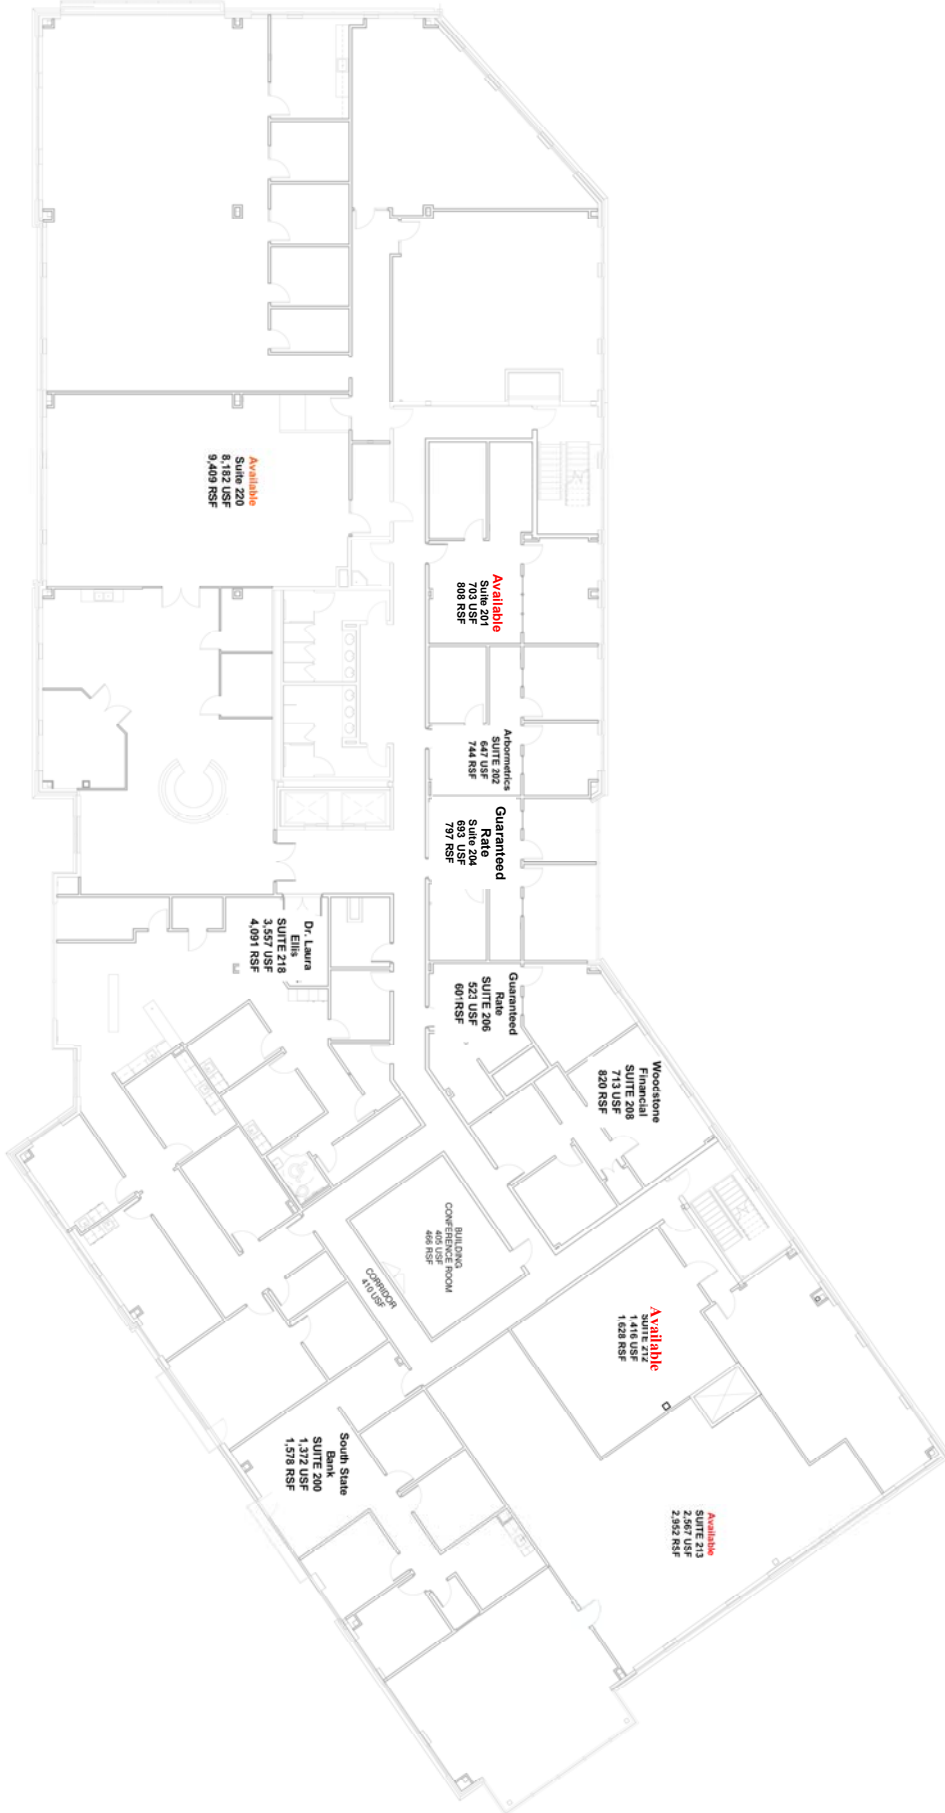 Available
Suite 220
8,182 USF
9,409 RSF
Available
Suite 201
703 USF
808 RSF
Arbormetrics
SUITE 202
647 USF
744 RSF
Guaranteed
Rate
Suite 204
693 USF
797 RSF
Dr. Laura
Ellis
SUITE 218
3,557 USF
4,091 RSF
Guaranteed
Rate
SUITE 206
523 USF
601RSF
Woodstone
Financial
SUITE 208
713 USF
820 RSF
BUILDING
CONFERENCE ROOM
405 USF
466 RSF
CORRIDOR
410 USF
Available
SUITE 212
1,416 USF
1,628 RSF
South State
Bank
SUITE 200
1,372 USF
1,578 RSF
Available
SUITE 213
2,567 USF
2,952 RSF